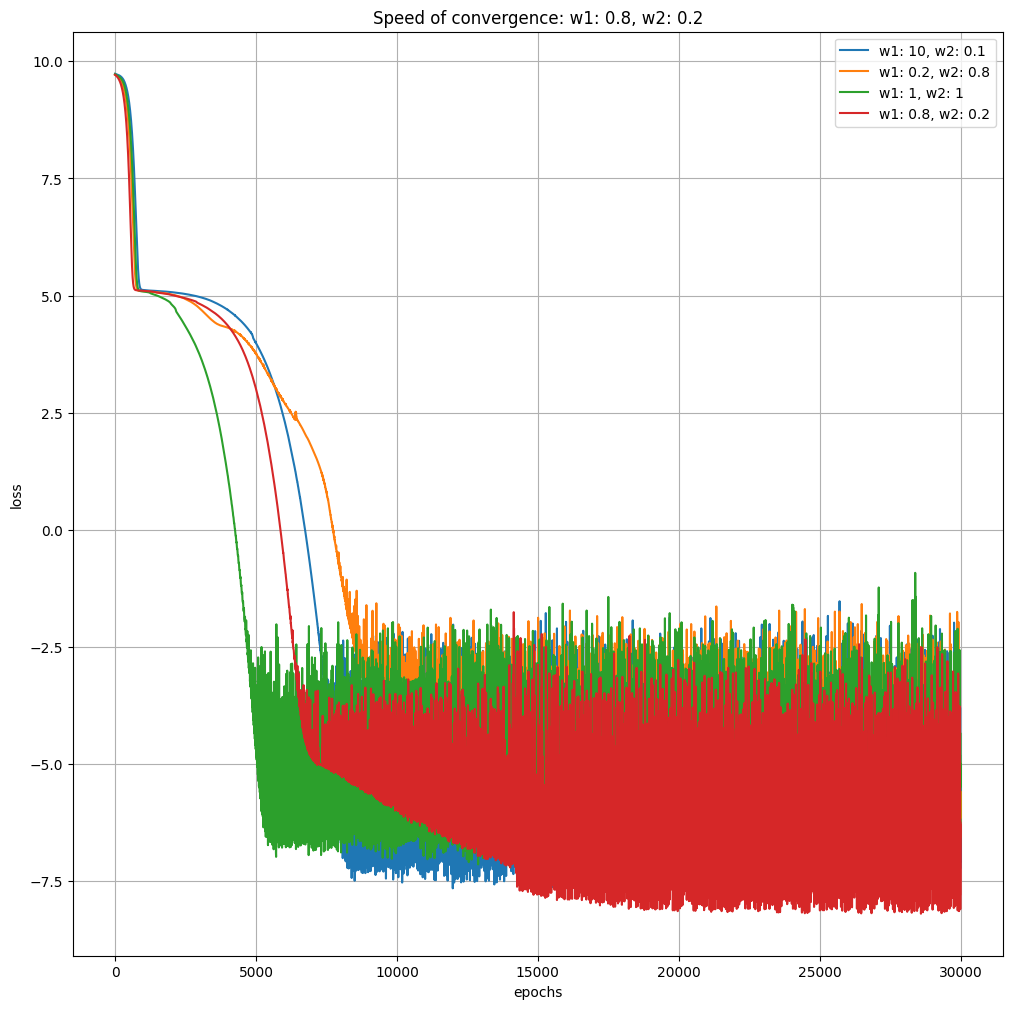 Speed of convergence: w1: 0.8, w2: 0.2
w1: 10, w2: 0.1
w1: 0.2, w2: 0.8
w1: 1, w2: 1
w1: 0.8, w2: 0.2
10.0
7.5
5.0
2.5
0.0
−2.5
−5.0
−7.5
loss
0 5000 10000 15000 20000 25000 30000
epochs